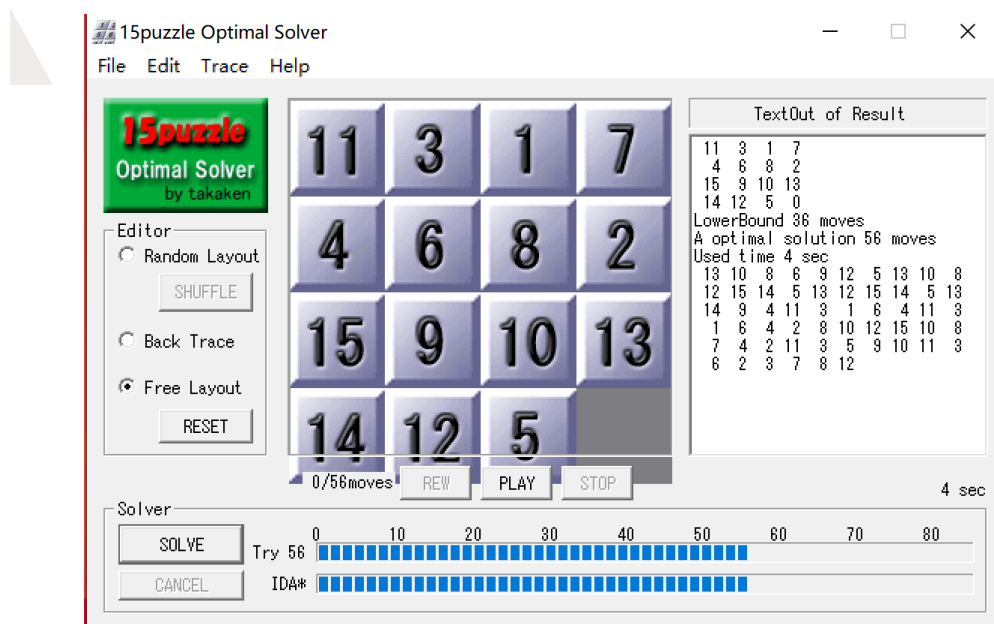 15puzzle Optimal Solver
File Edit Trace Help
15puzzle
Optimal Solver
by takaken
Editor
Random Layout
SHUFFLE
Back Trace
Free Layout
RESET
11 3 1 7
4 6 8 2
15 9 10 13
14 12 5
0/56moves REW PLAY STOP
TextOut of Result
11 3 1 7
4 6 8 2
15 9 10 13
14 12 5 0
LowerBound 36 moves
A optimal solution 56 moves
Used time 4 sec
13 10 8 6 9 12 5 13 10 8
12 15 14 5 13 12 15 14 5 13
14 9 4 11 3 1 6 4 11 3
1 6 4 2 8 10 12 15 10 8
7 4 2 11 3 5 9 10 11 3
6 2 3 7 8 12
4 sec
Solver
SOLVE
CANCEL
0 10 20 30 40 50 60 70 80
Try 56
IDA*